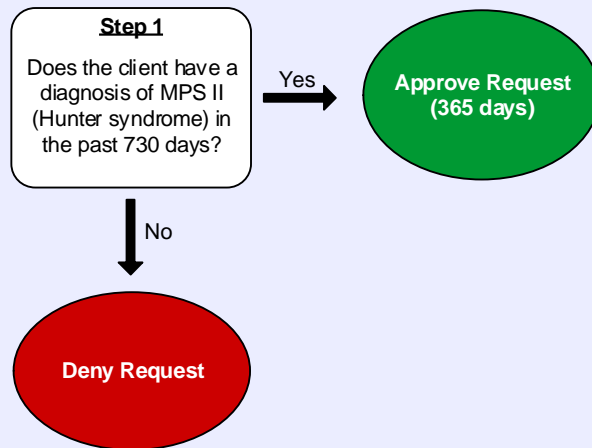 Step 1
Does the client have a
diagnosis of MPS II
(Hunter syndrome) in
the past 730 days?
Yes
Approve Request
(365 days)
No
Deny Request